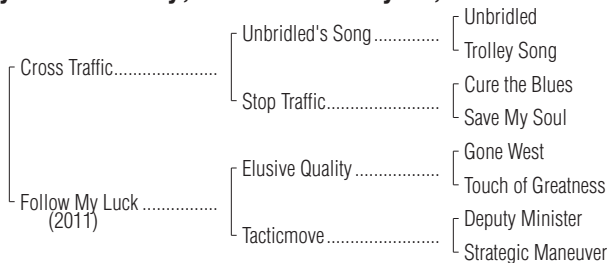 Unbridled
Unbridled's Song ..............
Trolley Song
Cross Traffic.....................
Cure the Blues
Stop Traffic.......................
Save My Soul
Gone West
Elusive Quality .................
Touch of Greatness
Follow My Luck ...............
(2011)
Deputy Minister
Tacticmove.......................
Strategic Maneuver